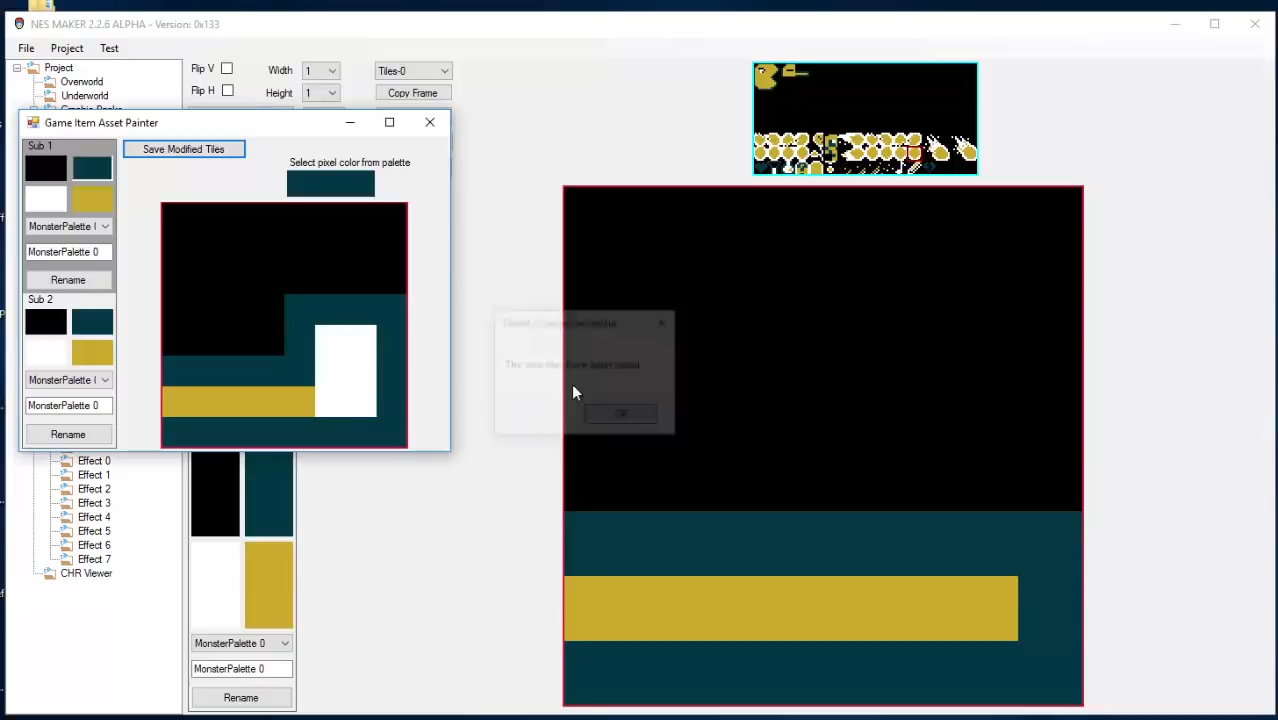 NES MAKER 2.2.6 ALPHA - Version: 0x133
File Project Test
Project
Overworld
Underworld
Flip V
Flip H
Width 1
Height 1
Tiles-0
Copy Frame
Game Item Asset Painter
Sub 1
Save Modified Tiles
Select pixel color from palette
MonsterPalette
MonsterPalette 0
Rename
Sub 2
MonsterPalette
MonsterPalette 0
Rename
Effect 0
Effect 1
Effect 2
Effect 3
Effect 4
Effect 5
Effect 6
Effect 7
CHR Viewer
MonsterPalette 0
MonsterPalette 0
Rename